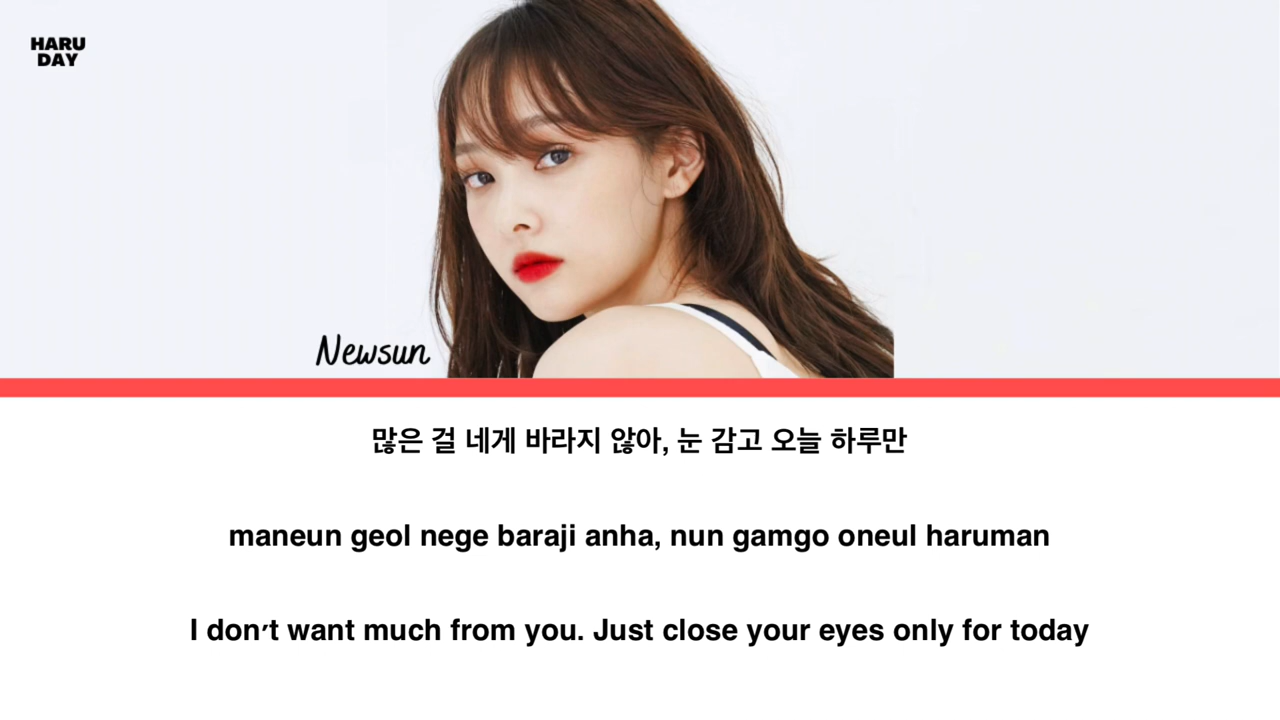 HARU
DAY
Newsun
많은 걸 네게 바라지 않아, 눈 감고 오늘 하루만
maneun geol nege baraji anha, nun gamgo oneul haruman
I don't want much from you. Just close your eyes only for today